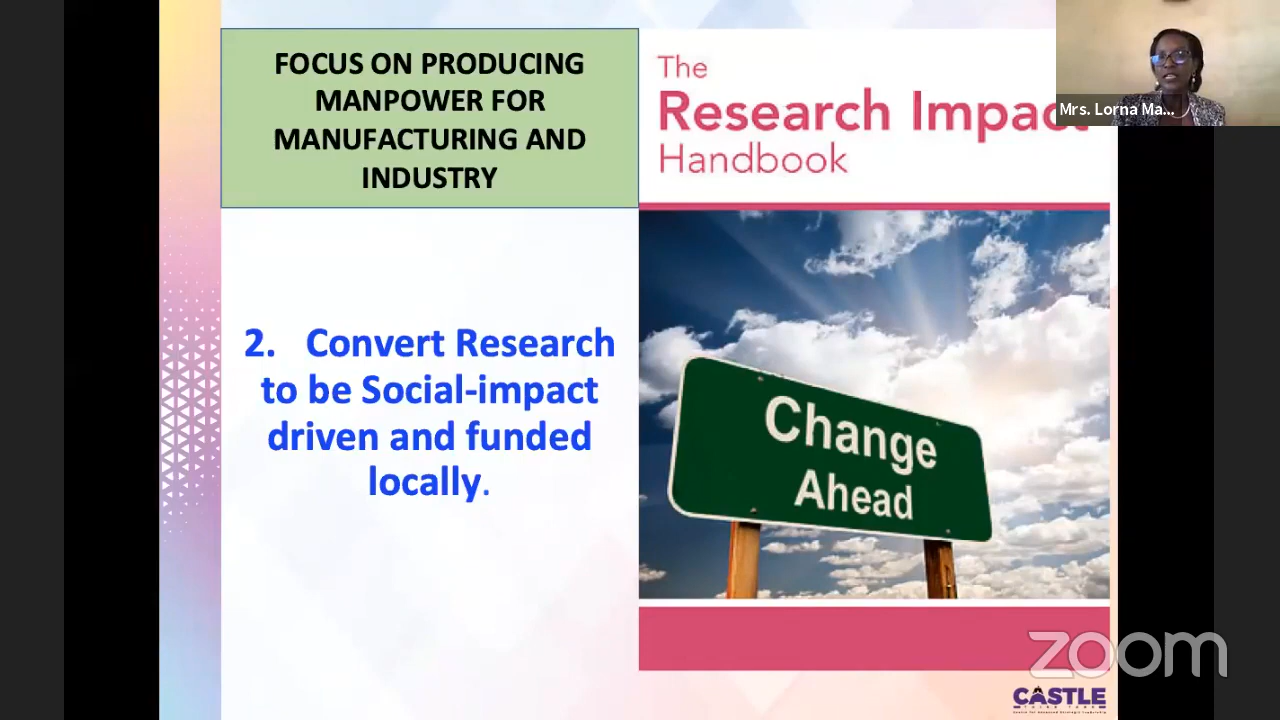 FOCUS ON PRODUCING
MANPOWER FOR
MANUFACTURING AND
INDUSTRY
2. Convert Research
to be Social-impact
driven and funded
locally.
The
Research Impact
Handbook
Change
Ahead
Mrs. Lorna Ma...
zoom
CASTLE